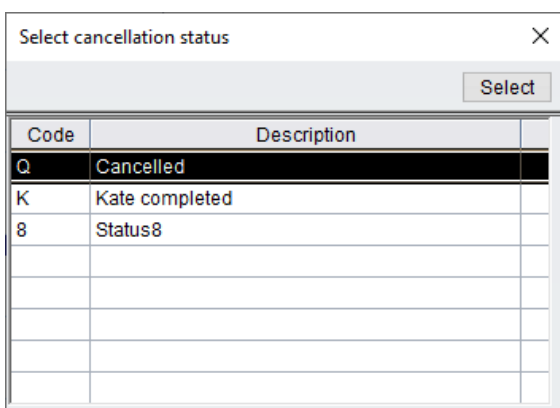 Select cancellation status
Select
Code Description
Q Cancelled
K Kate completed
8 Status8